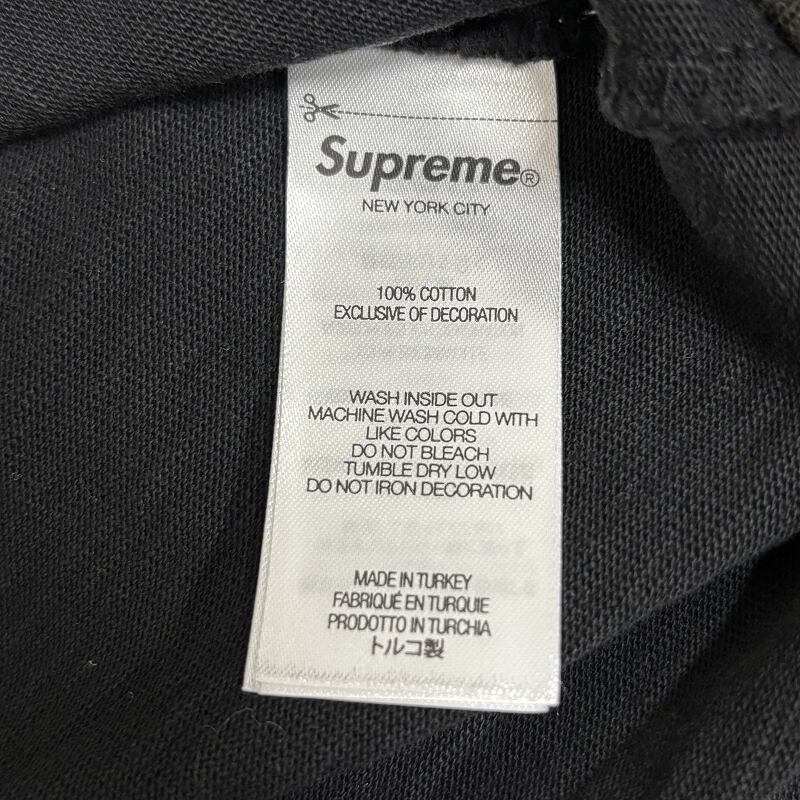 Supreme®
NEW YORK CITY
100% COTTON
EXCLUSIVE OF DECORATION
WASH INSIDE OUT
MACHINE WASH COLD WITH
LIKE COLORS
DO NOT BLEACH
TUMBLE DRY LOW
DO NOT IRON DECORATION
MADE IN TURKEY
FABRIQUÉ EN TURQUIE
PRODOTTO IN TURCHIA
トルコ製